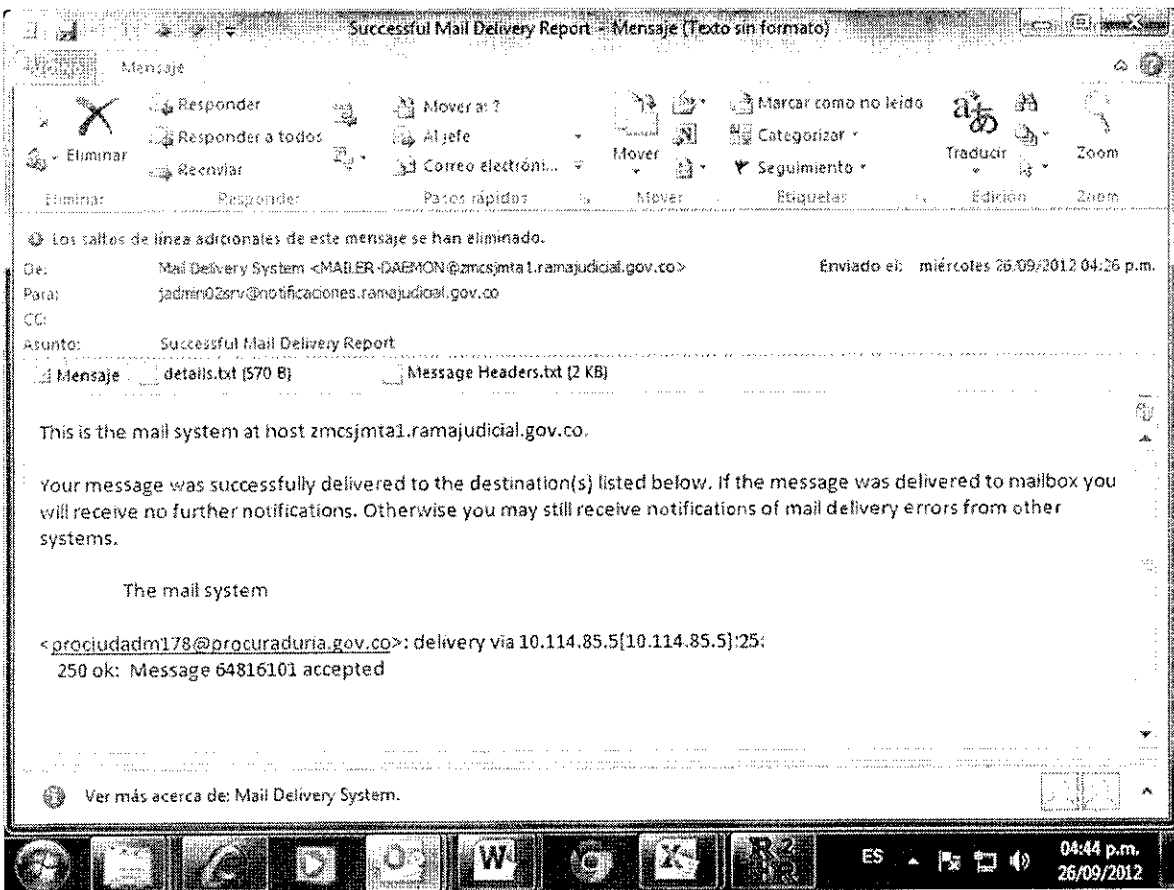 Successful Mail Delivery Report - Mensaje (Texto sin formato)
Mensaje
Responder
Mover a: ?
Marcar como no leído
Responder a todos
Al jefe
Categorizar
Eliminar
Mover
Traducir
Zoom
Reenviar
Correo electróni...
Seguimiento
Eliminar
Responder
Pasos rápidos
Mover
Etiquetas
Edición
Zoom
Los saltos de línea adicionales de este mensaje se han eliminado.
De: Mail Delivery System <MAILER-DAEMON@zmcsjmta1.ramajudicial.gov.co> Enviado el: miércoles 26/09/2012 04:26 p.m.
Para: jadmin02srv@notificaciones.ramajudicial.gov.co
CC:
Asunto: Successful Mail Delivery Report
Mensaje details.txt (570 B) Message Headers.txt (2 KB)
This is the mail system at host zmcsjmta1.ramajudicial.gov.co.
Your message was successfully delivered to the destination(s) listed below. If the message was delivered to mailbox you
will receive no further notifications. Otherwise you may still receive notifications of mail delivery errors from other
systems.
The mail system
<prociudadm178@procuraduria.gov.co>: delivery via 10.114.85.5[10.114.85.5]:25:
250 ok: Message 64816101 accepted
Ver más acerca de: Mail Delivery System.
ES
04:44 p.m.
26/09/2012